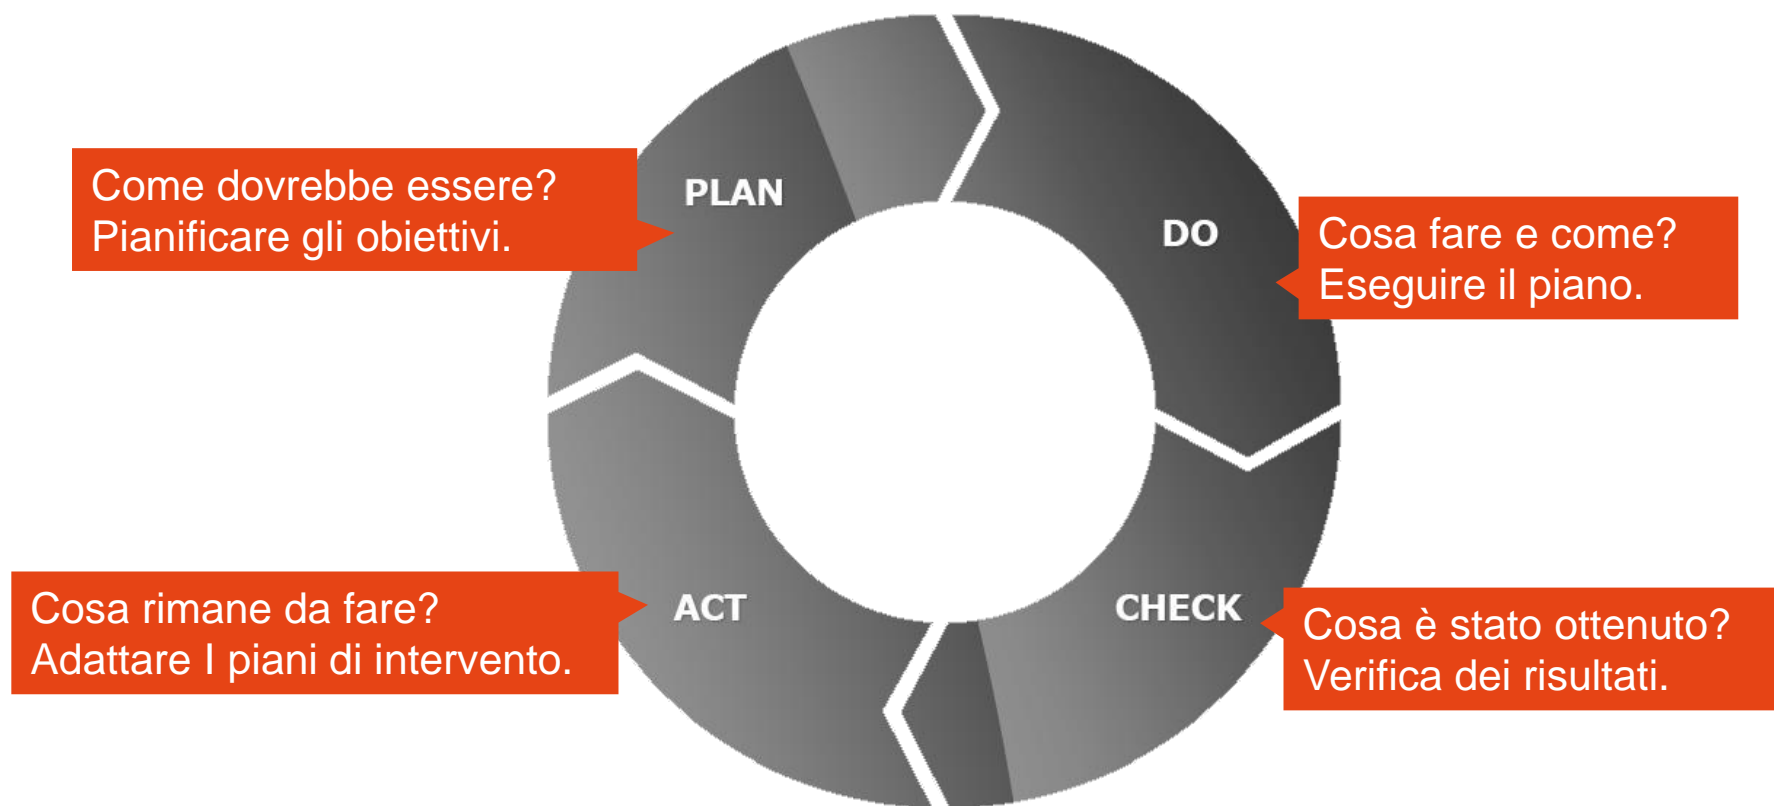 PLAN
Come dovrebbe essere?
Pianificare gli obiettivi.
DO
Cosa fare e come?
Eseguire il piano.
CHECK
Cosa è stato ottenuto?
Verifica dei risultati.
ACT
Cosa rimane da fare?
Adattare I piani di intervento.